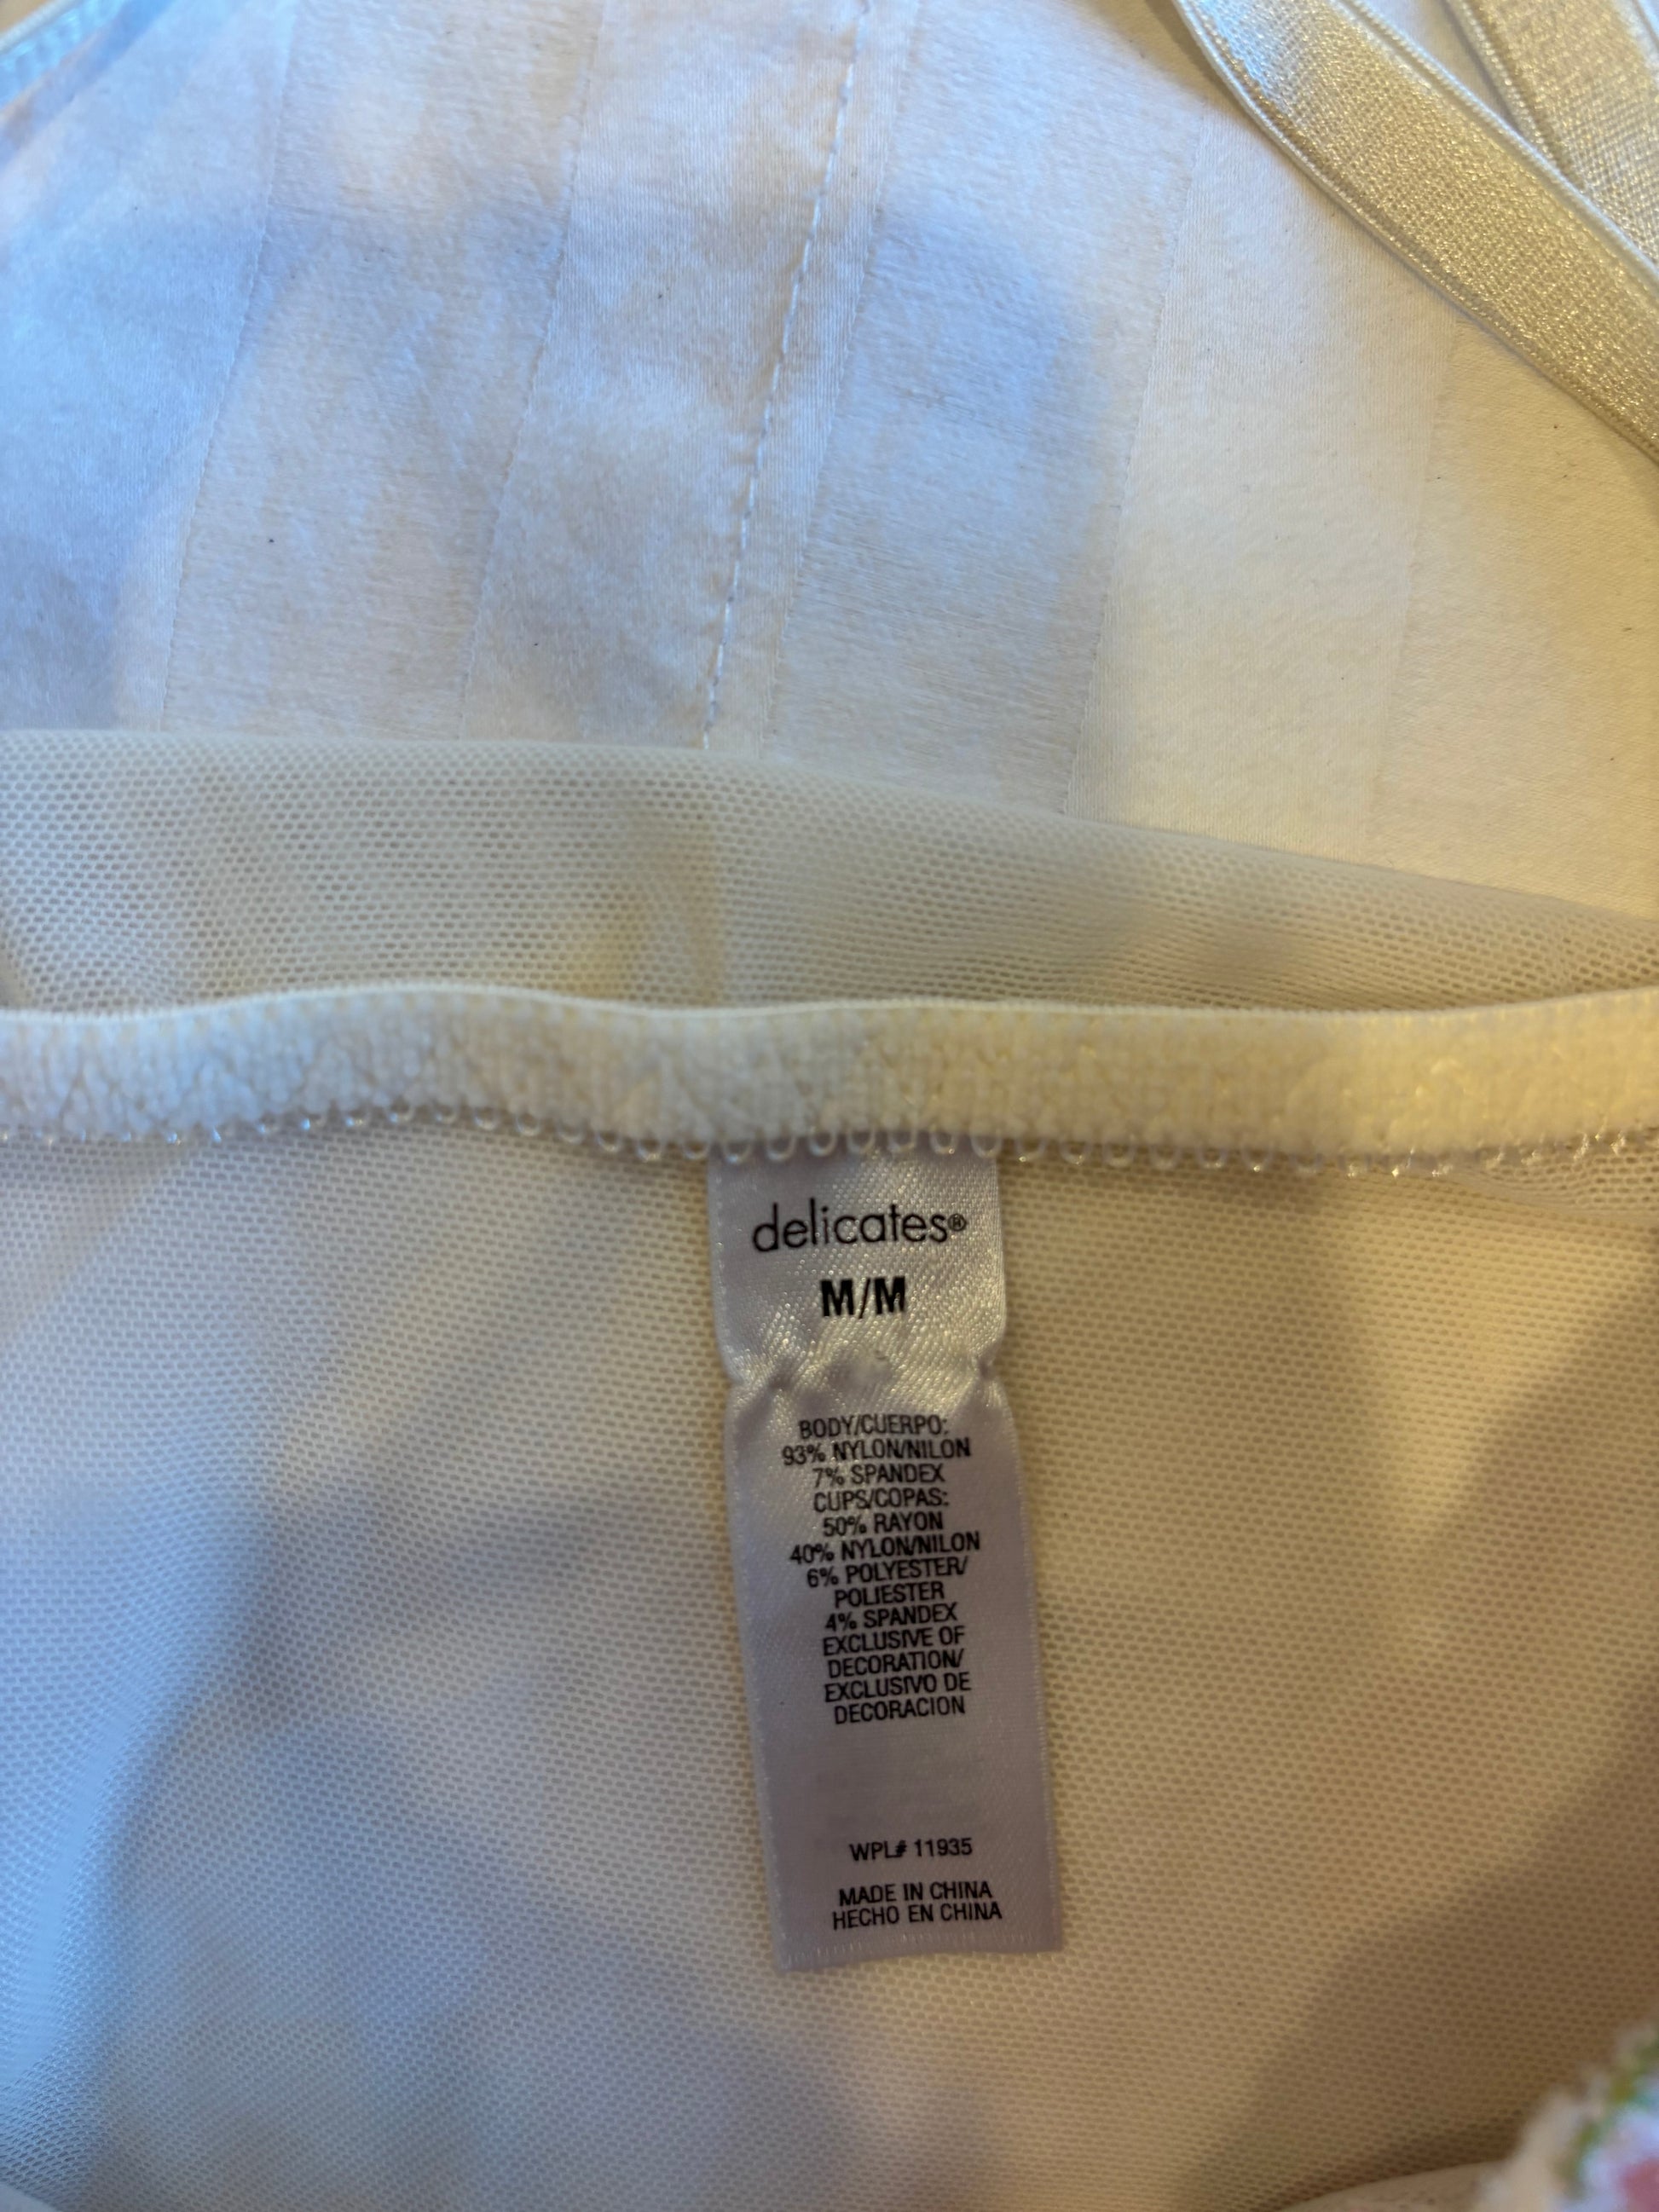 delicates®
M/M
BODY/CUERPO:
93% NYLON/NILON
7% SPANDEX
CUPS/COPAS:
50% RAYON
40% NYLON/NILON
6% POLYESTER/
POLIESTER
4% SPANDEX
EXCLUSIVE OF
DECORATION/
EXCLUSIVO DE
DECORACION
WPL# 11935
MADE IN CHINA
HECHO EN CHINA